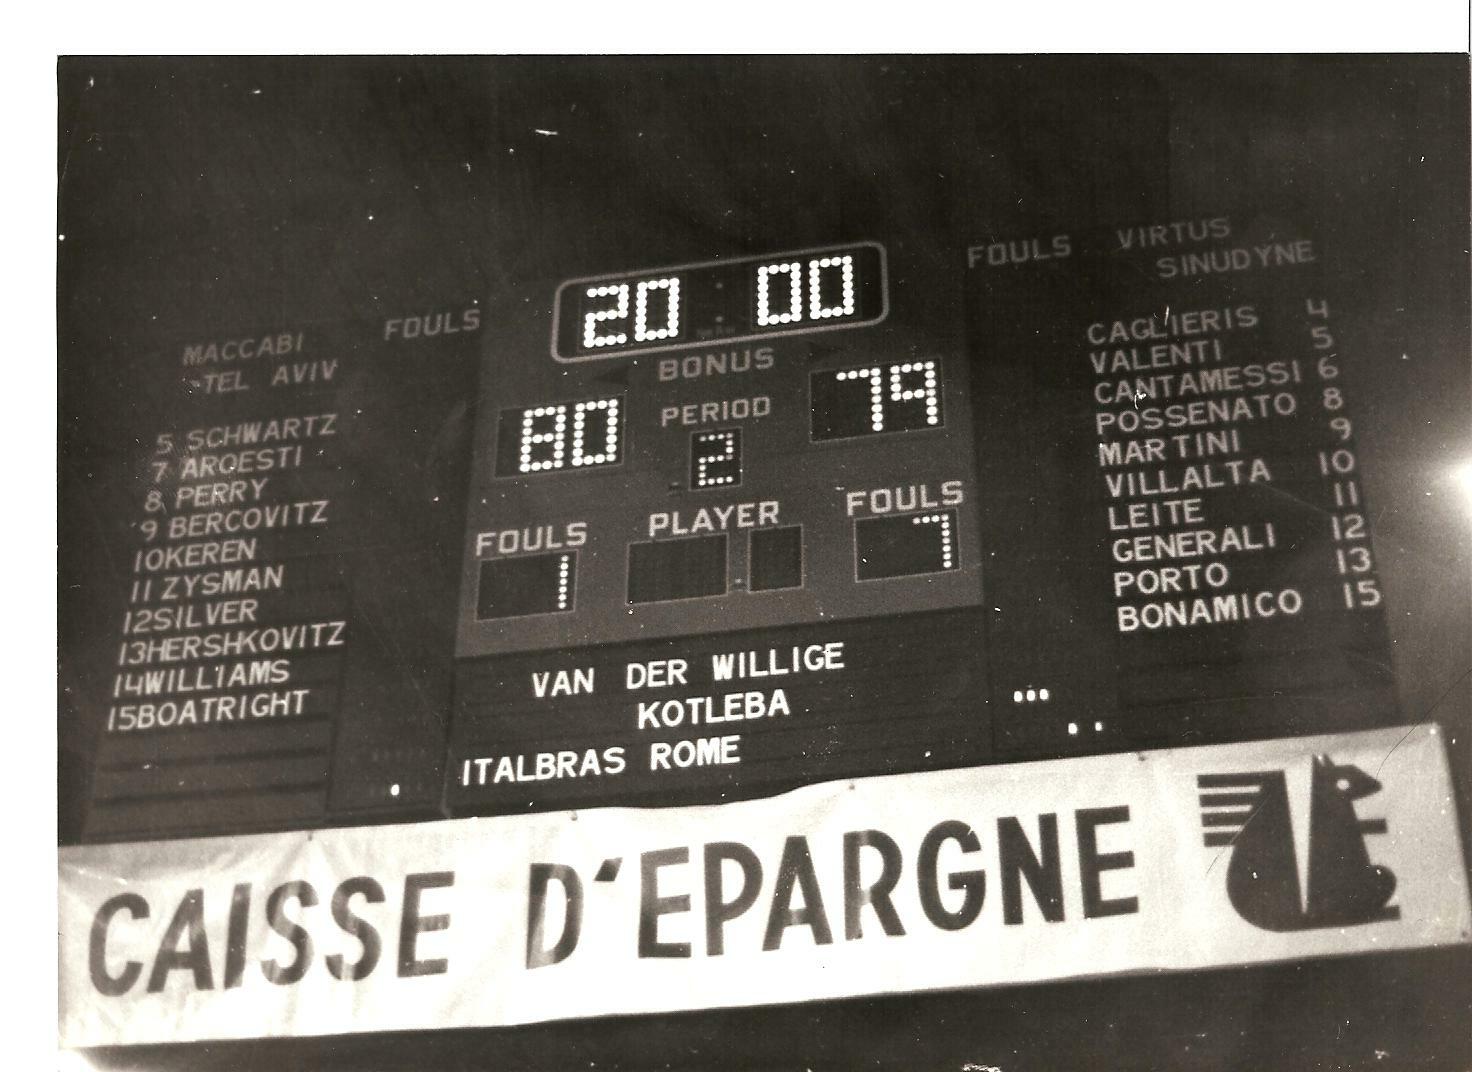 20:00
MACCABI
TEL AVIV
FOULS
5 SCHWARTZ
7 AROESTI
8 PERRY
9 BERCOVITZ
10KEREN
11 ZYSMAN
12SILVER
13HERSHKOVITZ
14WILLIAMS
15BOATRIGHT
BONUS
80
PERIOD
2
79
FOULS
1
PLAYER
FOULS
7
VAN DER WILLIGE
KOTLEBA
ITALBRAS ROME
FOULS
VIRTUS
SINUDYNE
CAGLIERIS 4
VALENTI 5
CANTAMESSI 6
POSSENATO 8
MARTINI 9
VILLALTA 10
LEITE 11
GENERALI 12
PORTO 13
BONAMICO 15
CAISSE D'EPARGNE